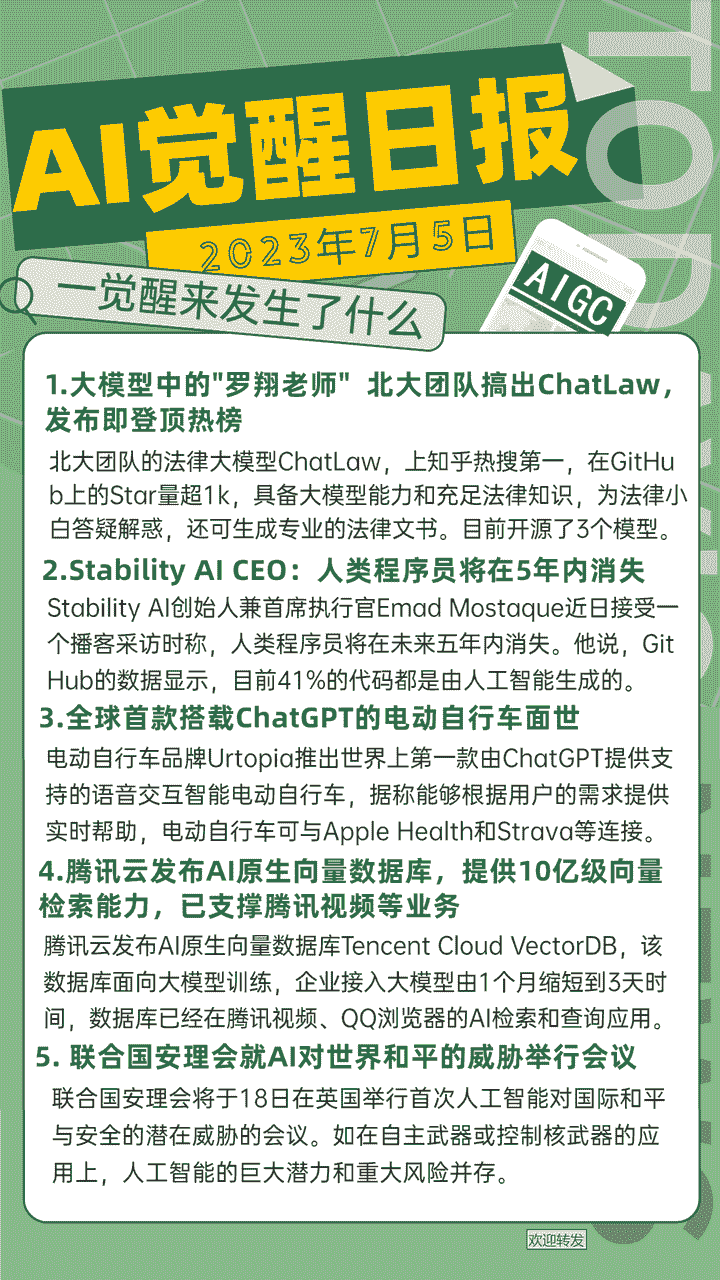 AI觉醒日报
2023年7月5日
一觉醒来发生了什么
AIGC
1.大模型中的"罗翔老师" 北大团队搞出ChatLaw，
发布即登顶热榜
北大团队的法律大模型ChatLaw，上知乎热搜第一，在GitHu
b上的Star量超1k，具备大模型能力和充足法律知识，为法律小
白答疑解惑，还可生成专业的法律文书。目前开源了3个模型。
2.Stability AI CEO：人类程序员将在5年内消失
Stability AI创始人兼首席执行官Emad Mostaque近日接受一
个播客采访时称，人类程序员将在未来五年内消失。他说，Git
Hub的数据显示，目前41%的代码都是由人工智能生成的。
3.全球首款搭载ChatGPT的电动自行车面世
电动自行车品牌Urtopia推出世界上第一款由ChatGPT提供支
持的语音交互智能电动自行车，据称能够根据用户的需求提供
实时帮助，电动自行车可与Apple Health和Strava等连接。
4.腾讯云发布AI原生向量数据库，提供10亿级向量
检索能力，已支撑腾讯视频等业务
腾讯云发布AI原生向量数据库Tencent Cloud VectorDB，该
数据库面向大模型训练，企业接入大模型由1个月缩短到3天时
间，数据库已经在腾讯视频、QQ浏览器的AI检索和查询应用。
5. 联合国安理会就AI对世界和平的威胁举行会议
联合国安理会将于18日在英国举行首次人工智能对国际和平
与安全的潜在威胁的会议。如在自主武器或控制核武器的应
用上，人工智能的巨大潜力和重大风险并存。
欢迎转发